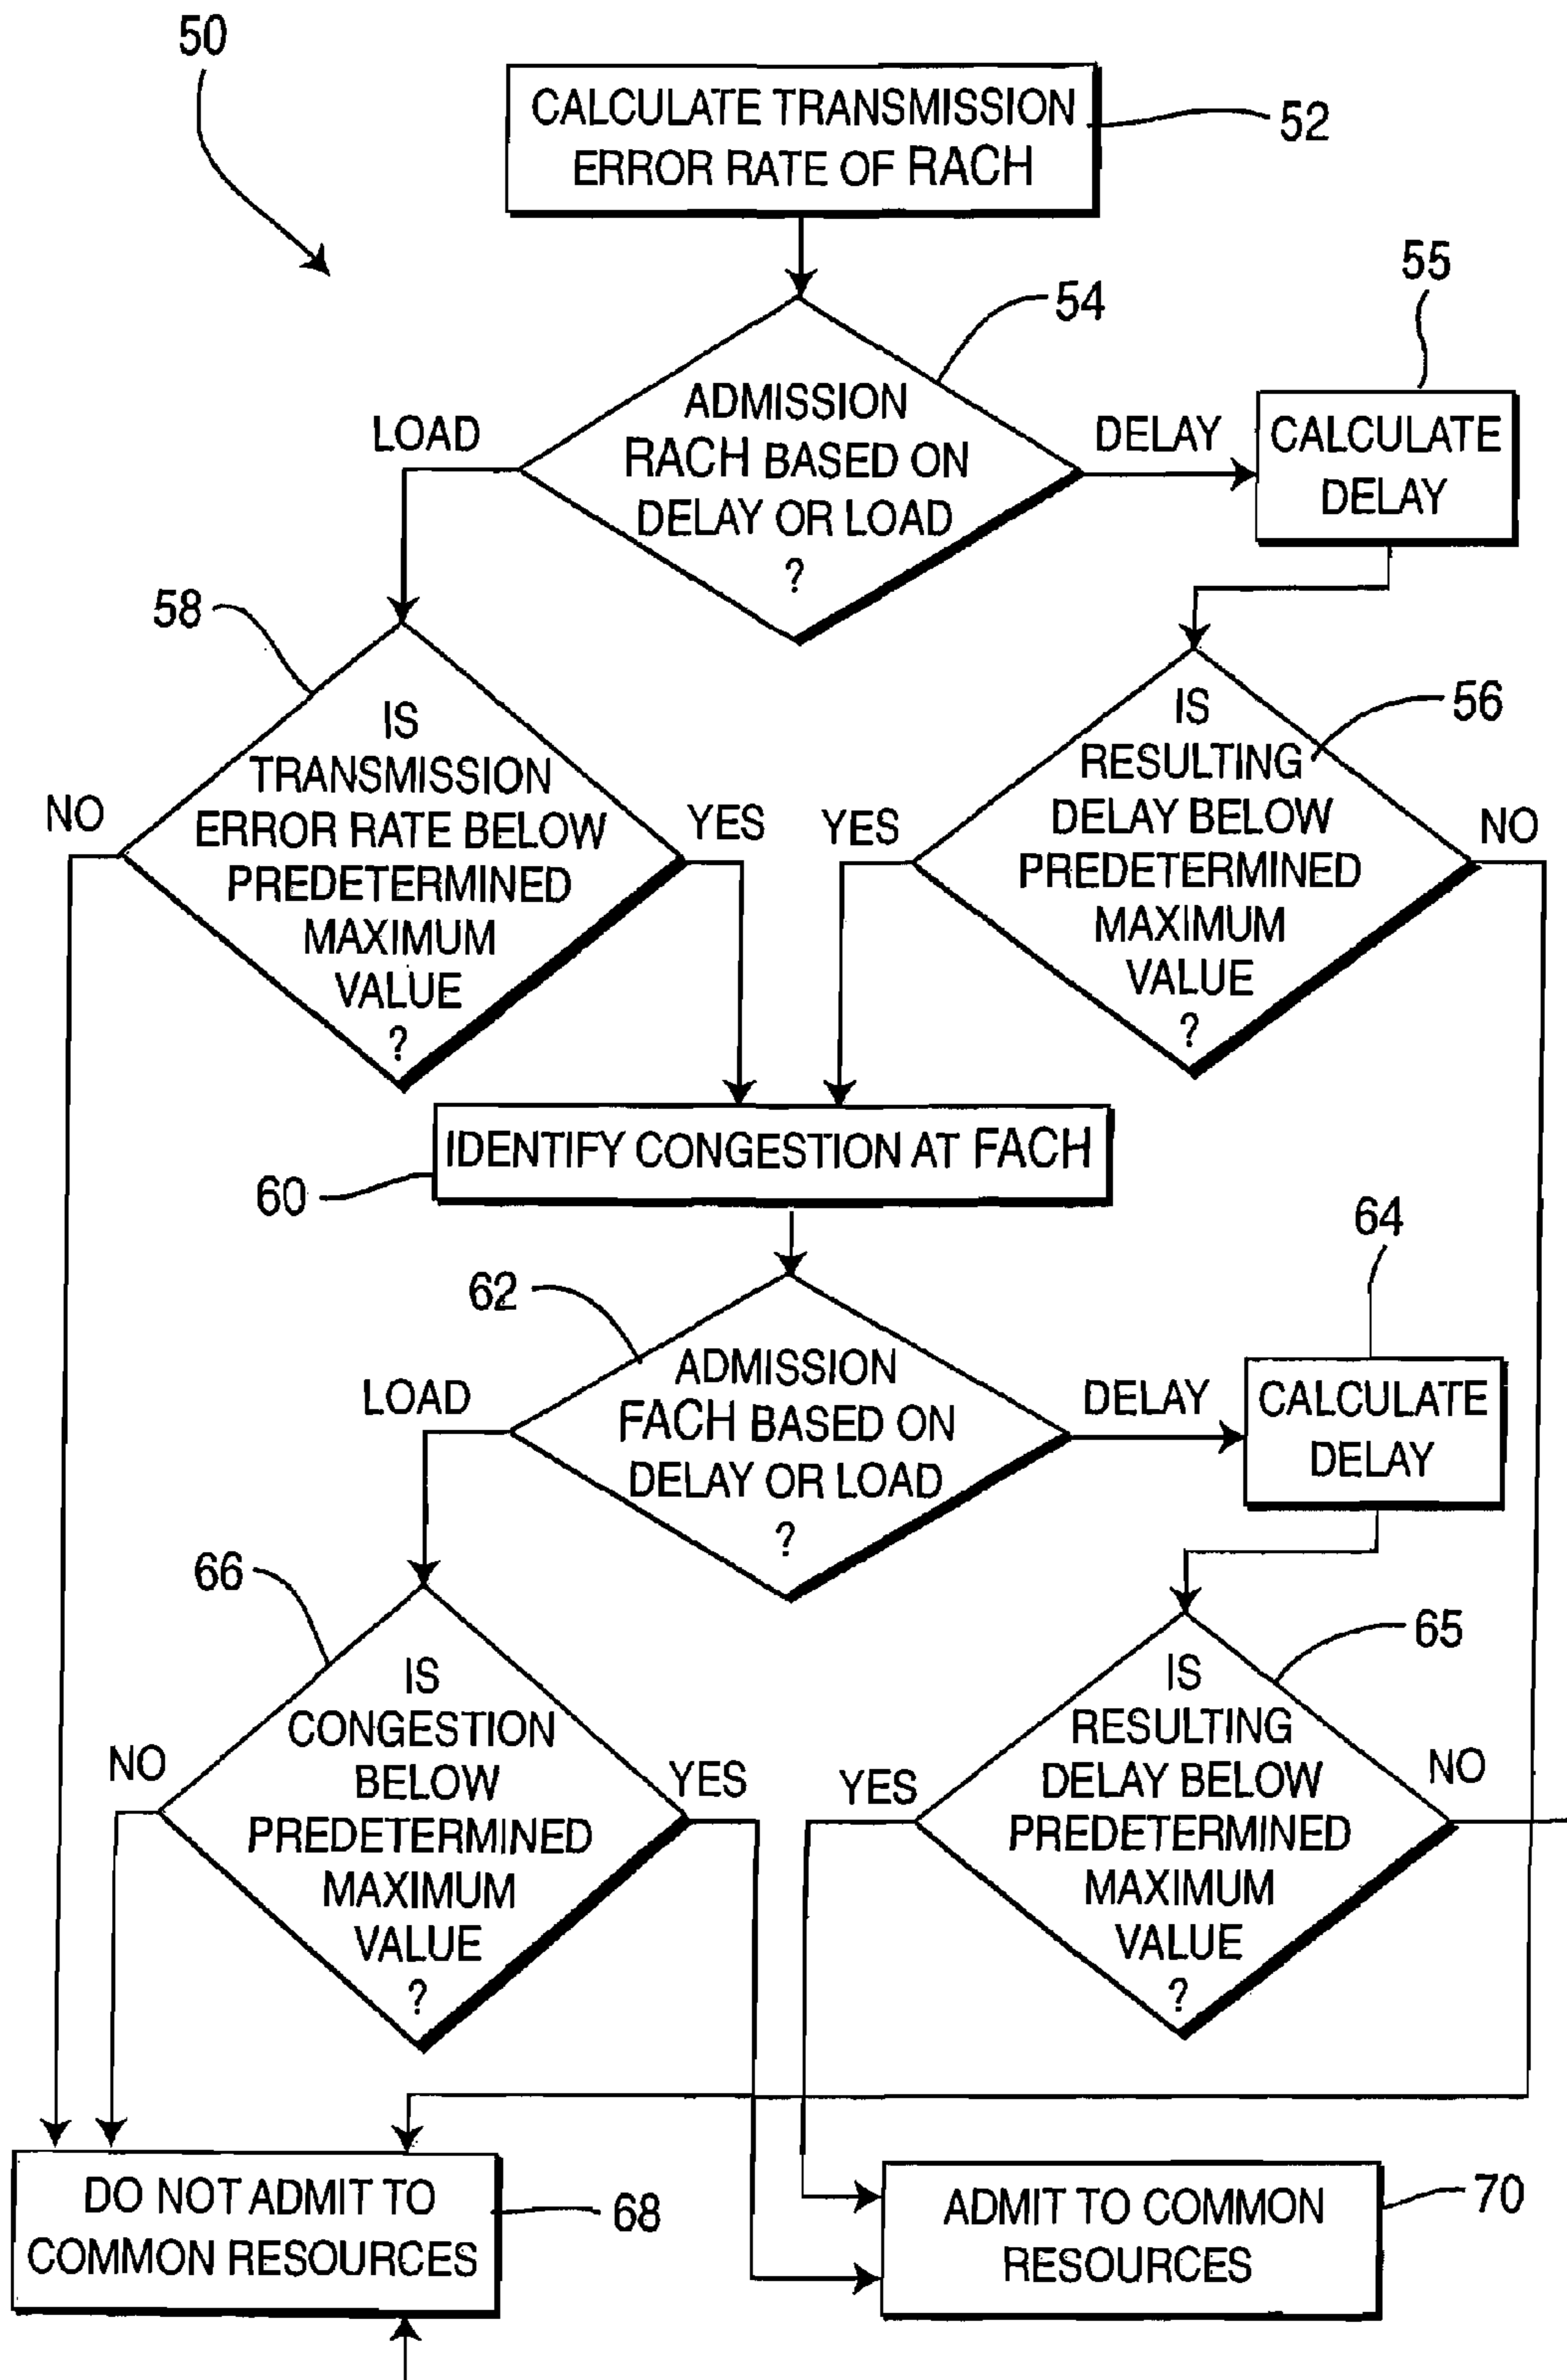 50
CALCULATE TRANSMISSION
ERROR RATE OF RACH
52
54
55
ADMISSION
RACH BASED ON
DELAY OR LOAD
?
LOAD
DELAY
CALCULATE
DELAY
58
IS
TRANSMISSION
ERROR RATE BELOW
PREDETERMINED
MAXIMUM
VALUE
?
NO
YES
56
IS
RESULTING
DELAY BELOW
PREDETERMINED
MAXIMUM
VALUE
?
YES
NO
IDENTIFY CONGESTION AT FACH
60
62
ADMISSION
FACH BASED ON
DELAY OR LOAD
?
LOAD
DELAY
64
CALCULATE
DELAY
66
IS
CONGESTION
BELOW
PREDETERMINED
MAXIMUM
VALUE
?
NO
YES
65
IS
RESULTING
DELAY BELOW
PREDETERMINED
MAXIMUM
VALUE
?
YES
NO
DO NOT ADMIT TO
COMMON RESOURCES
68
ADMIT TO COMMON
RESOURCES
70